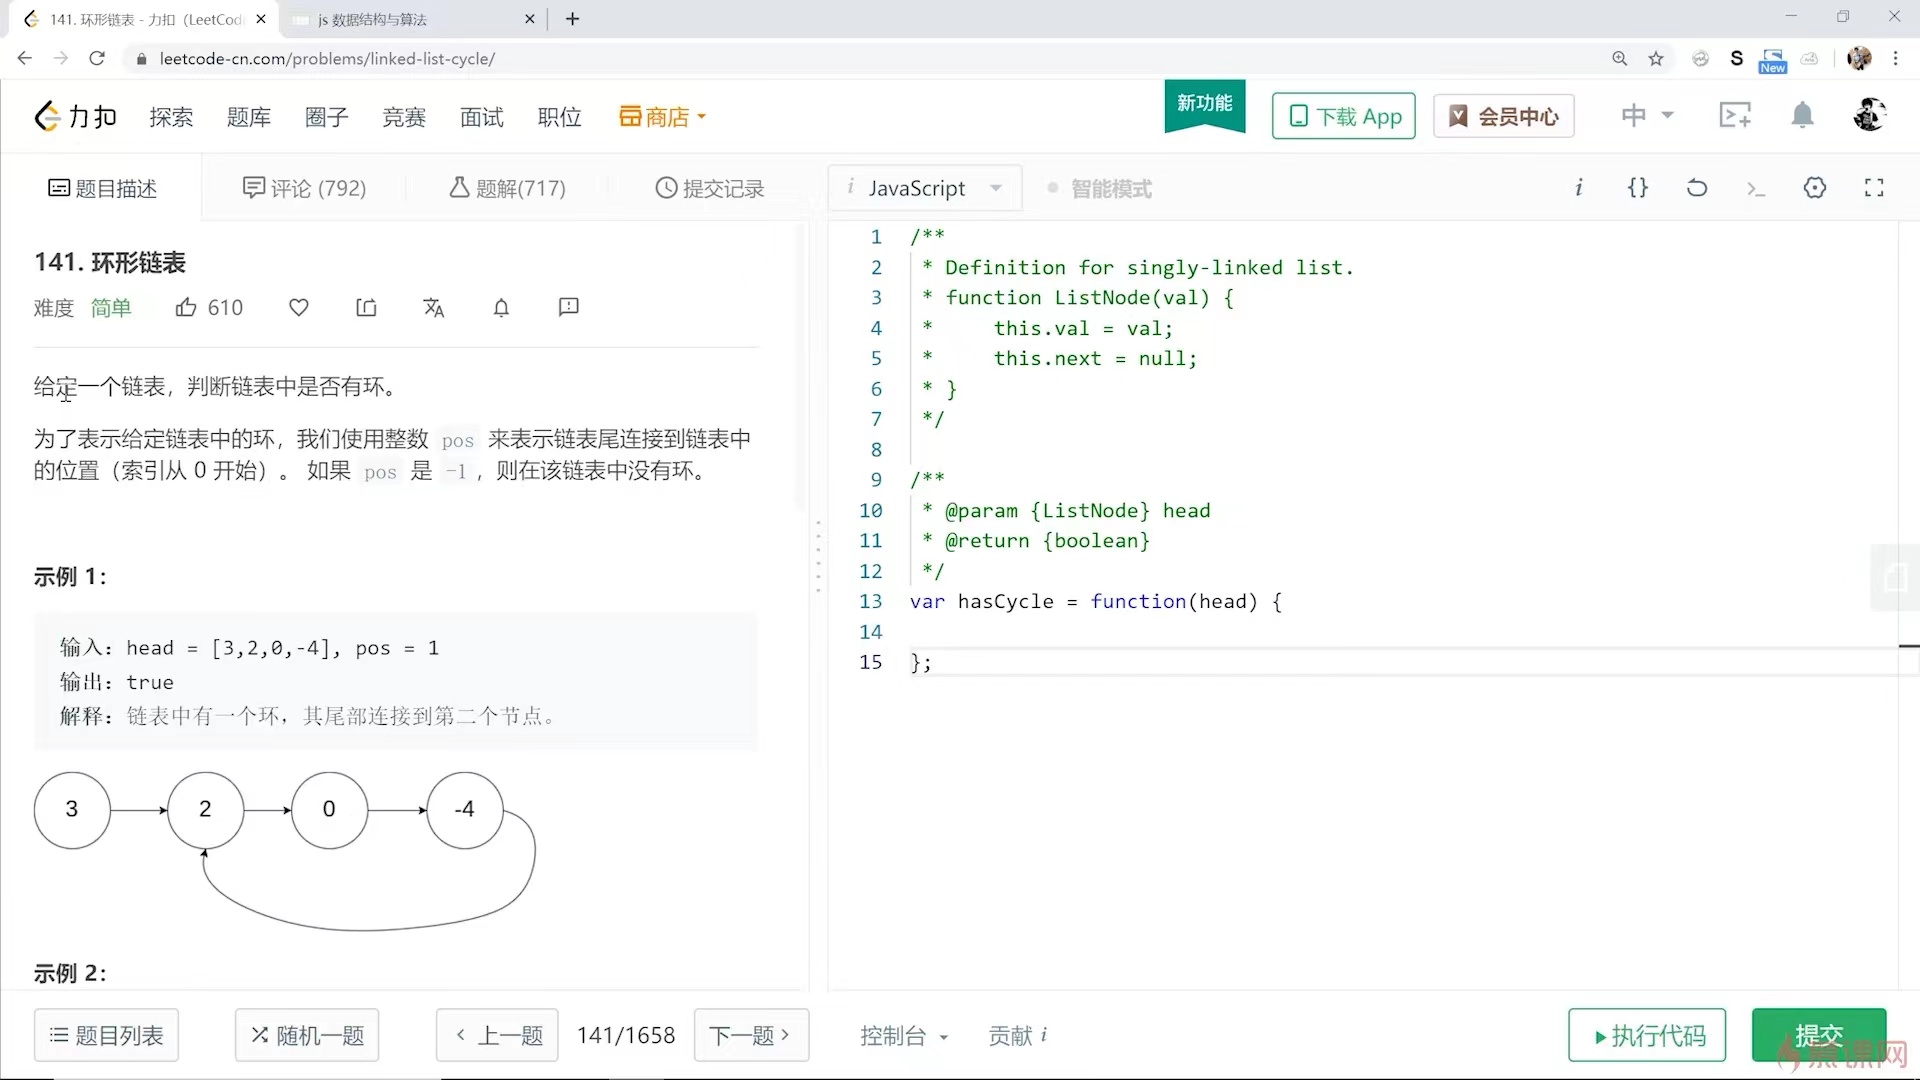 141. 环形链表 - 力扣（LeetCod
js 数据结构与算法
leetcode-cn.com/problems/linked-list-cycle/
S
New
力扣
探索
题库
圈子
竞赛
面试
职位
商店
新功能
下载 App
会员中心
中
题目描述
评论 (792)
题解(717)
提交记录
i JavaScript
智能模式
i
{}
141. 环形链表
难度 简单 610
给定一个链表，判断链表中是否有环。
为了表示给定链表中的环，我们使用整数 pos 来表示链表尾连接到链表中
的位置（索引从 0 开始）。 如果 pos 是 -1，则在该链表中没有环。
示例 1：
输入：head = [3,2,0,-4], pos = 1
输出：true
解释：链表中有一个环，其尾部连接到第二个节点。
3
2
0
-4
示例 2：
1 /**
2 * Definition for singly-linked list.
3 * function ListNode(val) {
4 *     this.val = val;
5 *     this.next = null;
6 * }
7 */
8
9 /**
10 * @param {ListNode} head
11 * @return {boolean}
12 */
13 var hasCycle = function(head) {
14
15 };
题目列表
随机一题
上一题
141/1658
下一题
控制台
贡献 i
执行代码
提交
慕课网